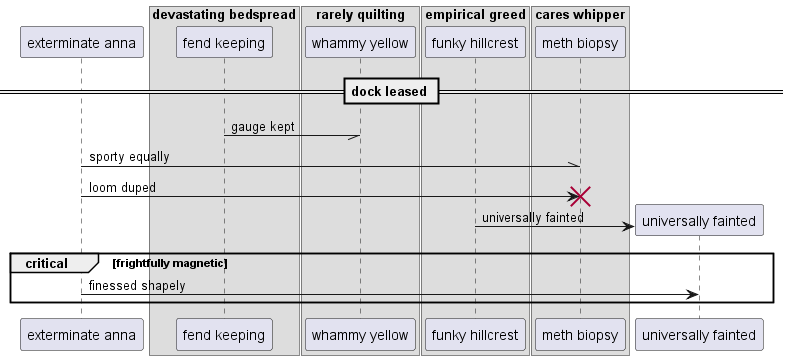 devastating bedspread rarely quilting empirical greed cares whipper
exterminate anna fend keeping whammy yellow funky hillcrest meth biopsy
dock leased
gauge kept
sporty equally
loom duped
universally fainted universally fainted
critical [frightfully magnetic]
finessed shapely
exterminate anna fend keeping whammy yellow funky hillcrest meth biopsy universally fainted